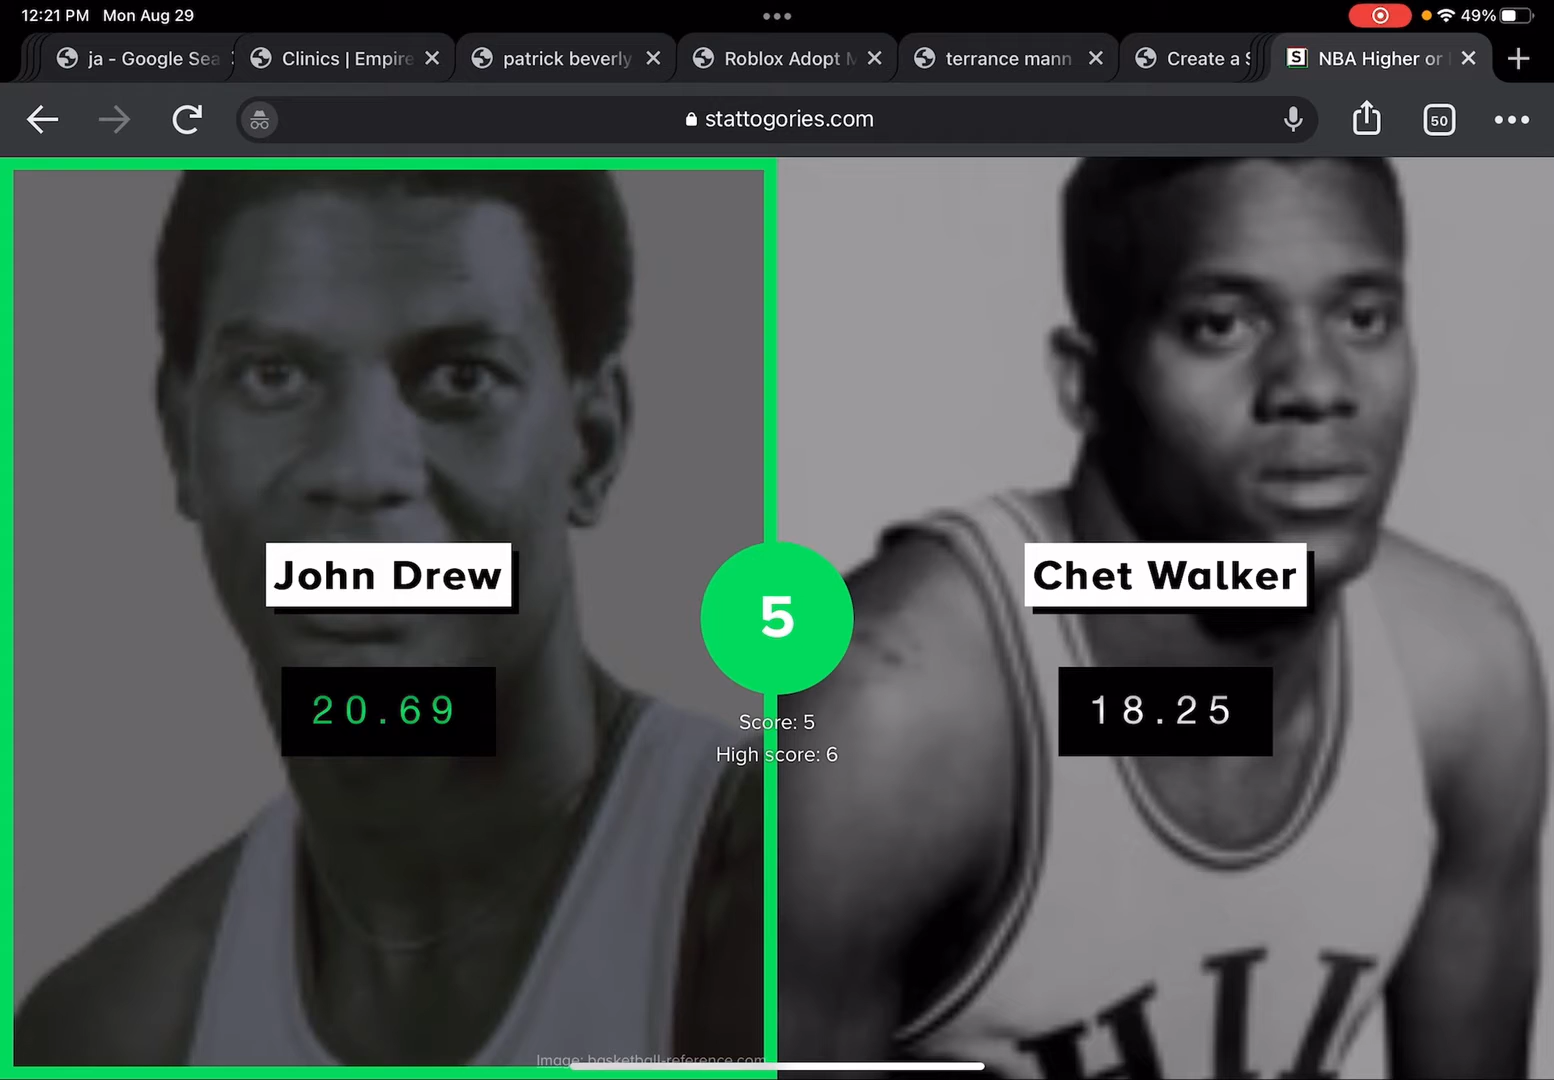 12:21 PM Mon Aug 29
49%
ja - Google Sea
Clinics | Empire
patrick beverly
Roblox Adopt M
terrance mann
Create a S
S NBA Higher or
stattogories.com
50
John Drew
Chet Walker
5
20.69
18.25
Score: 5
High score: 6
PHIL
Image: basketball-reference.com